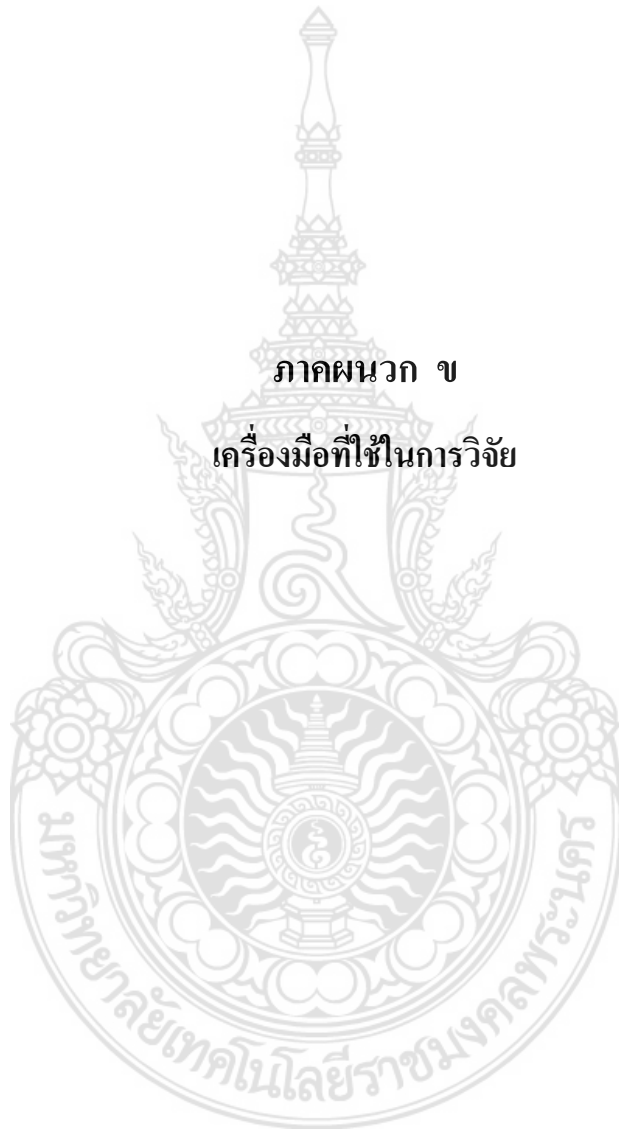 ภาคผนวก ข
เครื่องมือที่ใช้ในการวิจัย
มหาวิทยาลัยเทคโนโลยีราชมงคลพระนคร